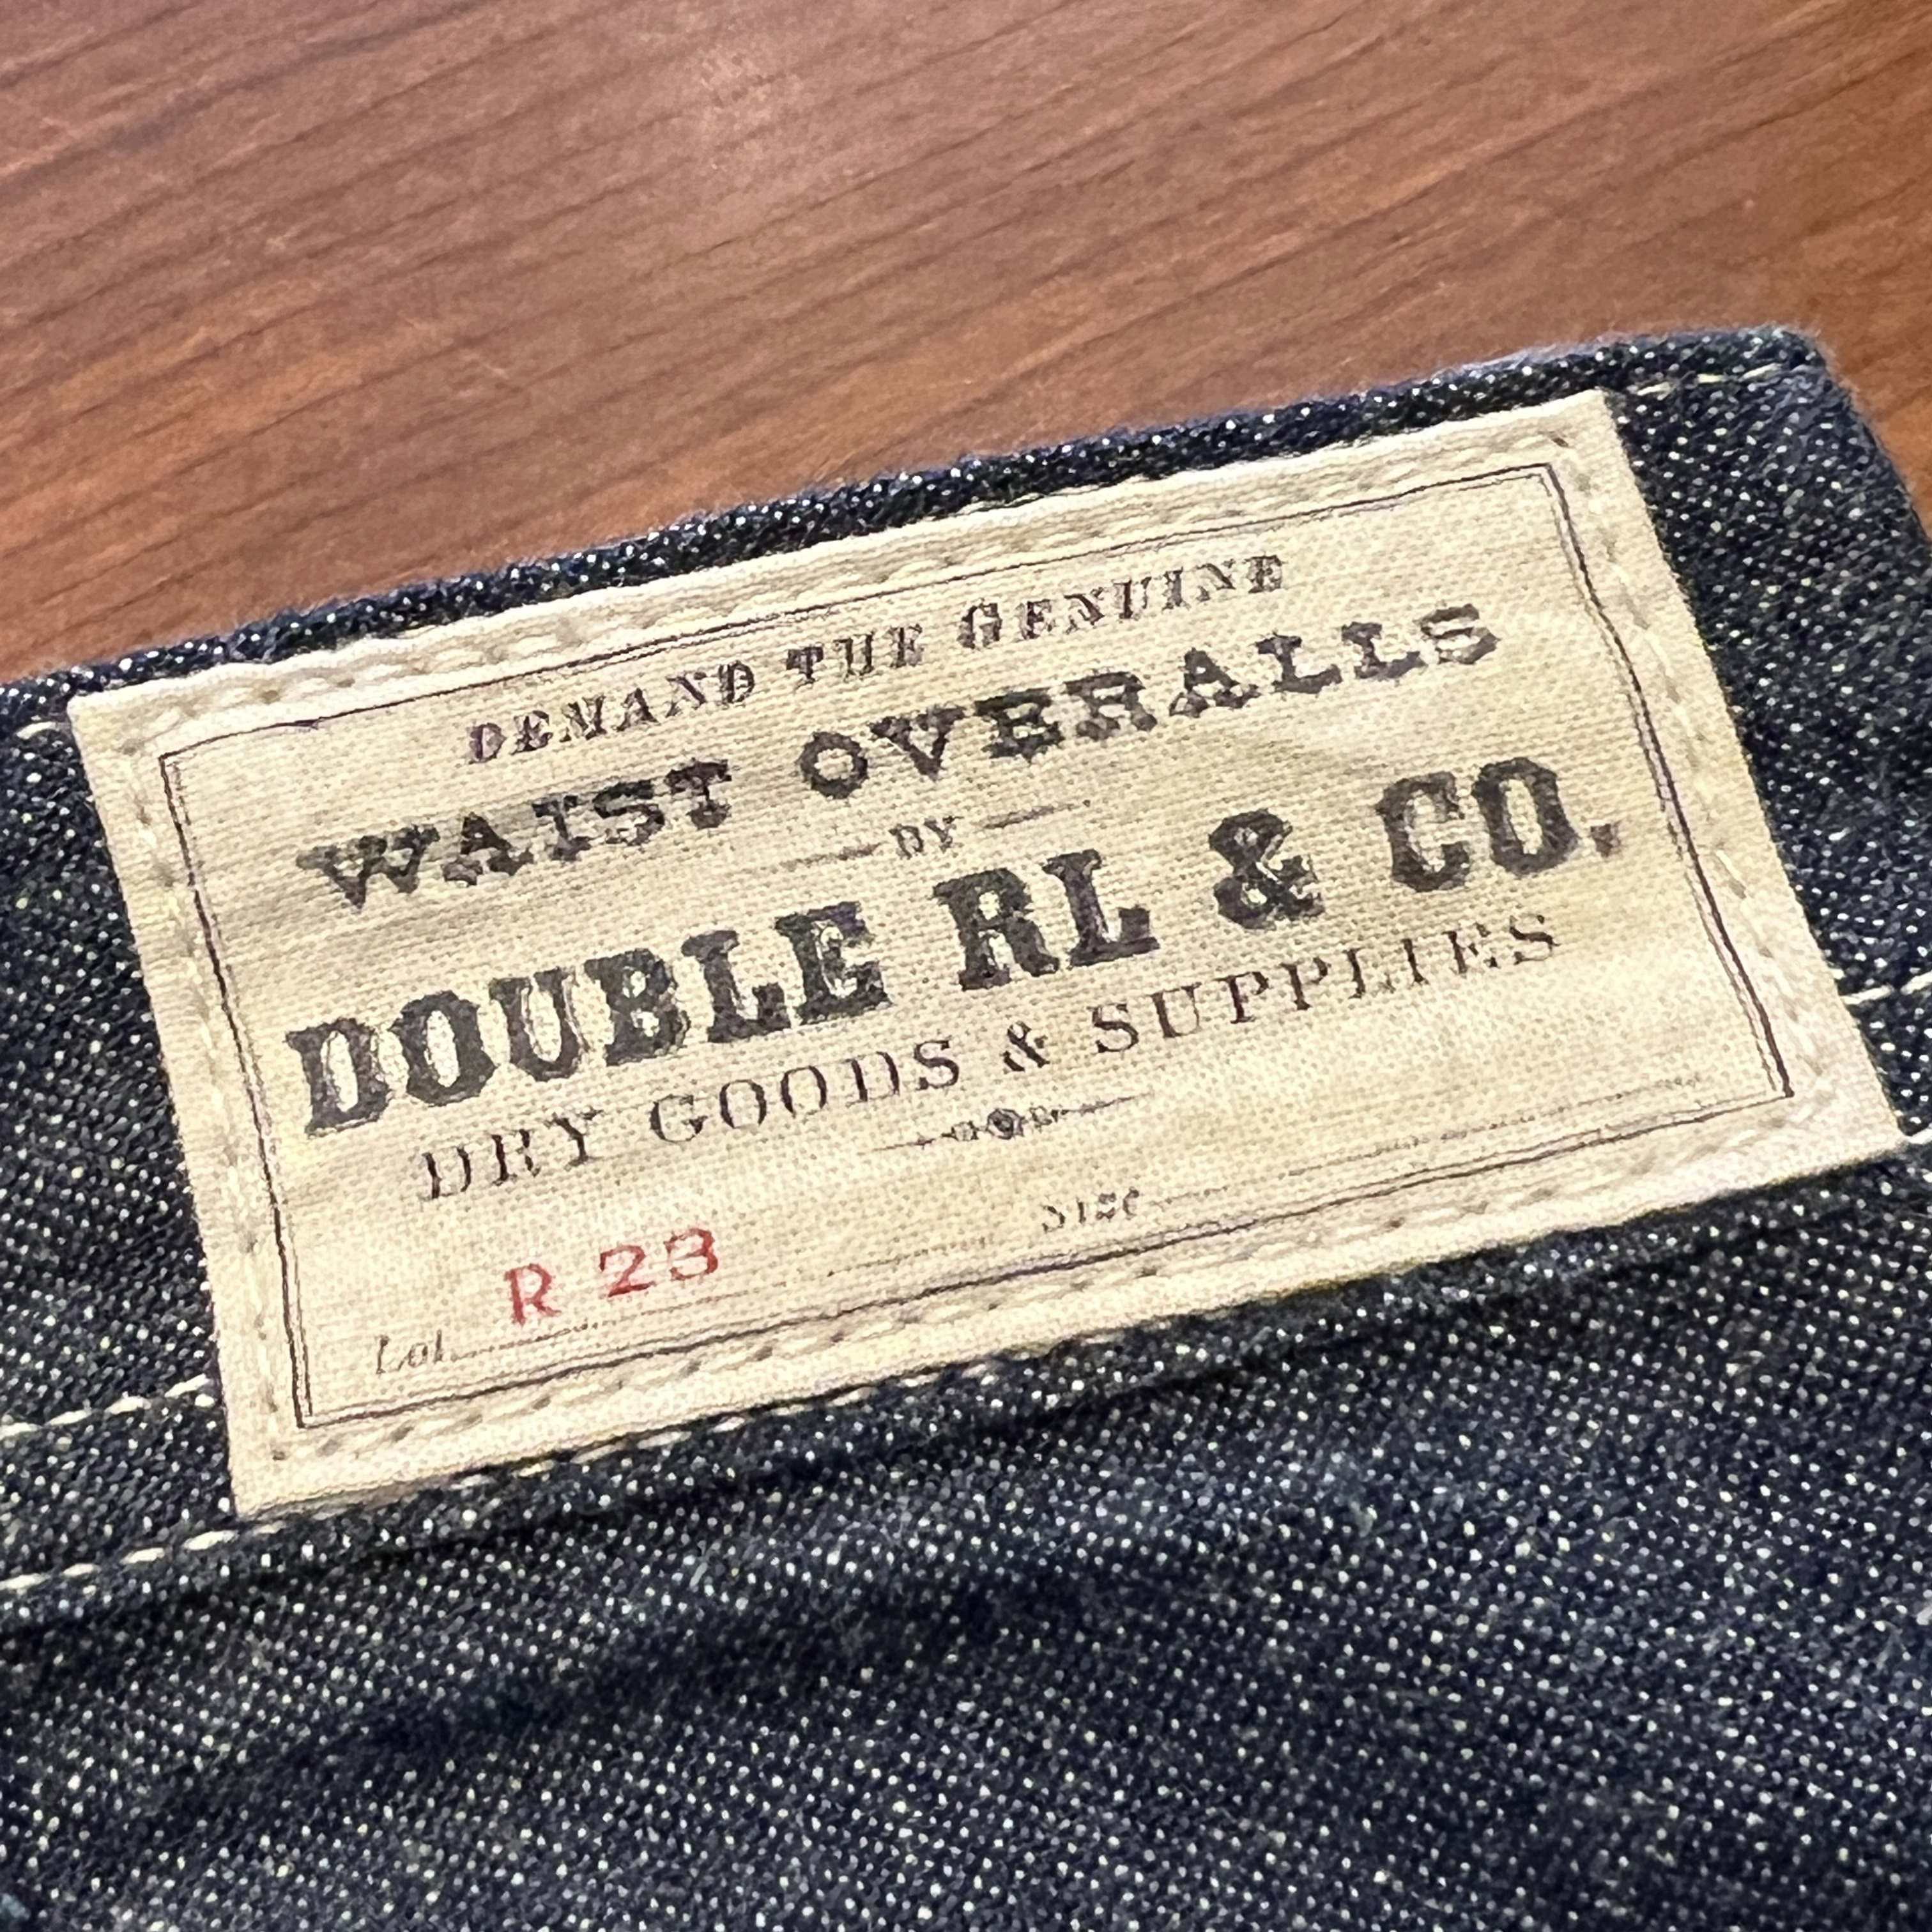 DEMAND THE GENUINE
WAIST OVERALLS
BY
DOUBLE RL & CO.
DRY GOODS & SUPPLIES
Lot R 23 Size